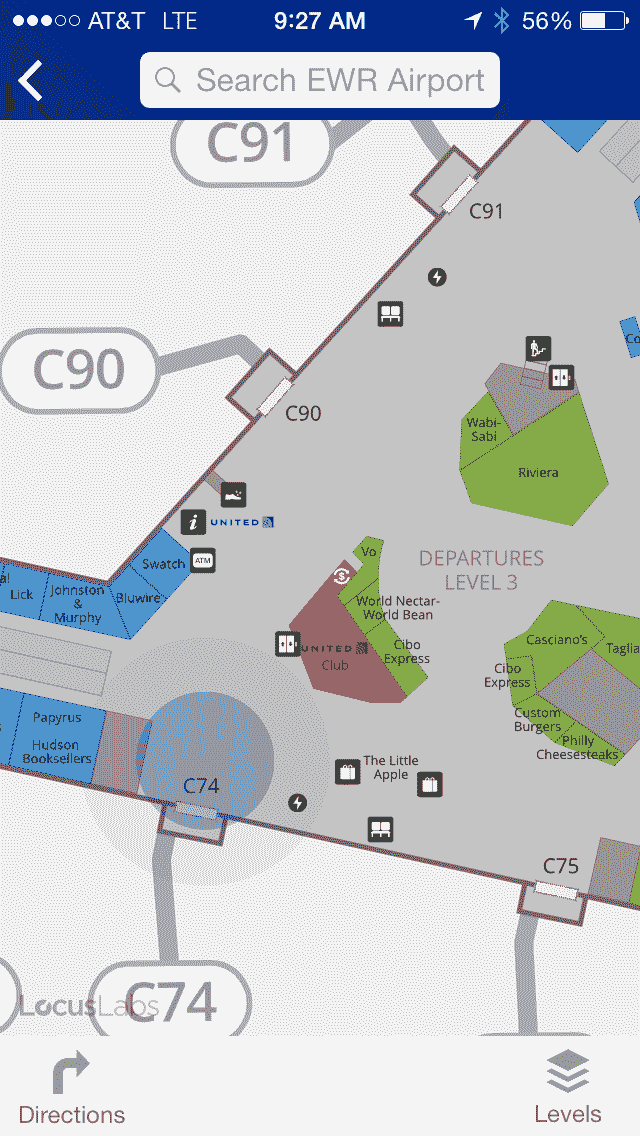 AT&T LTE 9:27 AM 56%
Search EWR Airport
C91
C91
C90
C90
i UNITED
ATM
Swatch
Bluwire
Johnston
&
Murphy
Lick
al
Wabi-
Sabi
Riviera
Co
DEPARTURES
LEVEL 3
Vo
World Nectar-
World Bean
Cibo
Express
UNITED
Club
Casciano's
Taglia
Cibo
Express
Custom
Burgers
Philly
Cheesesteaks
Papyrus
Hudson
Booksellers
s
The Little
Apple
C74
C75
C74
LocusLabs
Directions
Levels